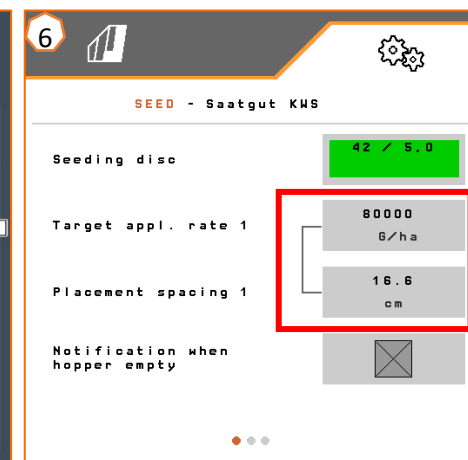 6
SEED - Saatgut KWS
Seeding disc
42 / 5,0
Target appl. rate 1
80000
G/ha
Placement spacing 1
16.6
cm
Notification when
hopper empty